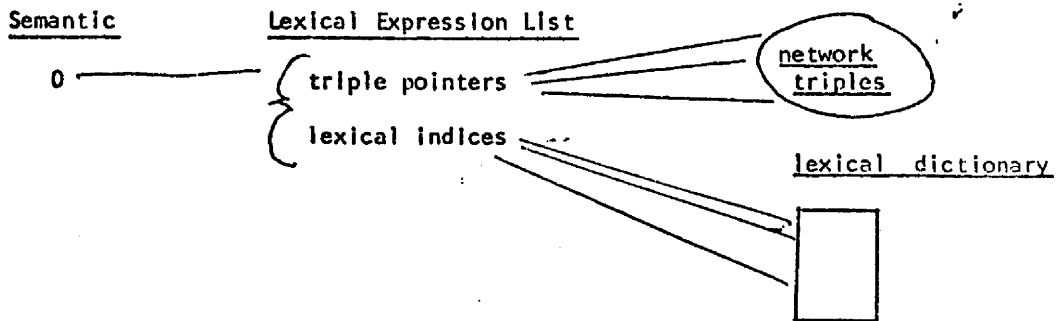 Semantic Lexical Expression List
network
0 triple pointers triples
lexical indices
lexical dictionary